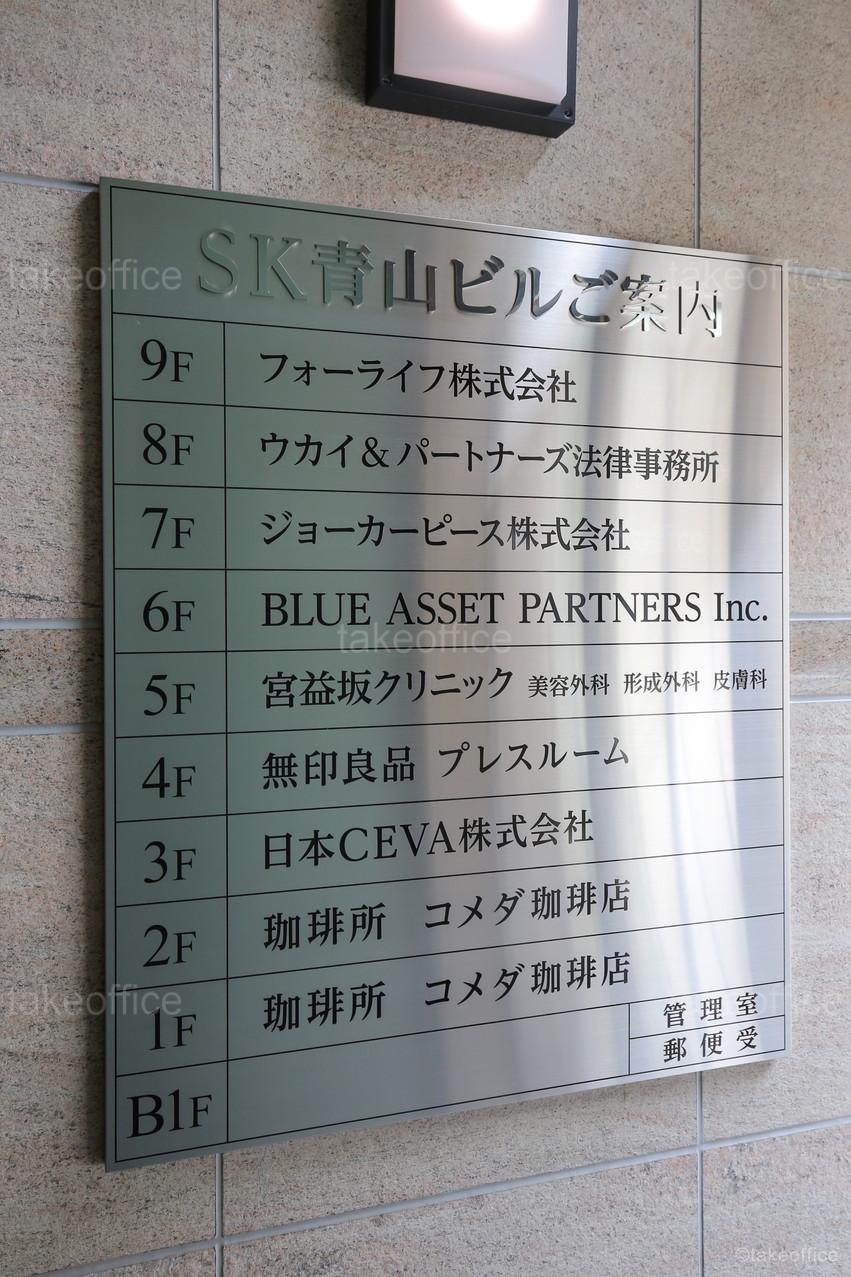 SK青山ビルご案内
9F フォーライフ株式会社
8F ウカイ&パートナーズ法律事務所
7F ジョーカーピース株式会社
6F BLUE ASSET PARTNERS Inc.
5F 宮益坂クリニック 美容外科 形成外科 皮膚科
4F 無印良品 プレスルーム
3F 日本CEVA株式会社
2F 珈琲所 コメダ珈琲店
1F 珈琲所 コメダ珈琲店
管理室
郵便受
B1F
takeoffice
takeoffice
takeoffice
takeoffice
takeoffice
©takeoffice